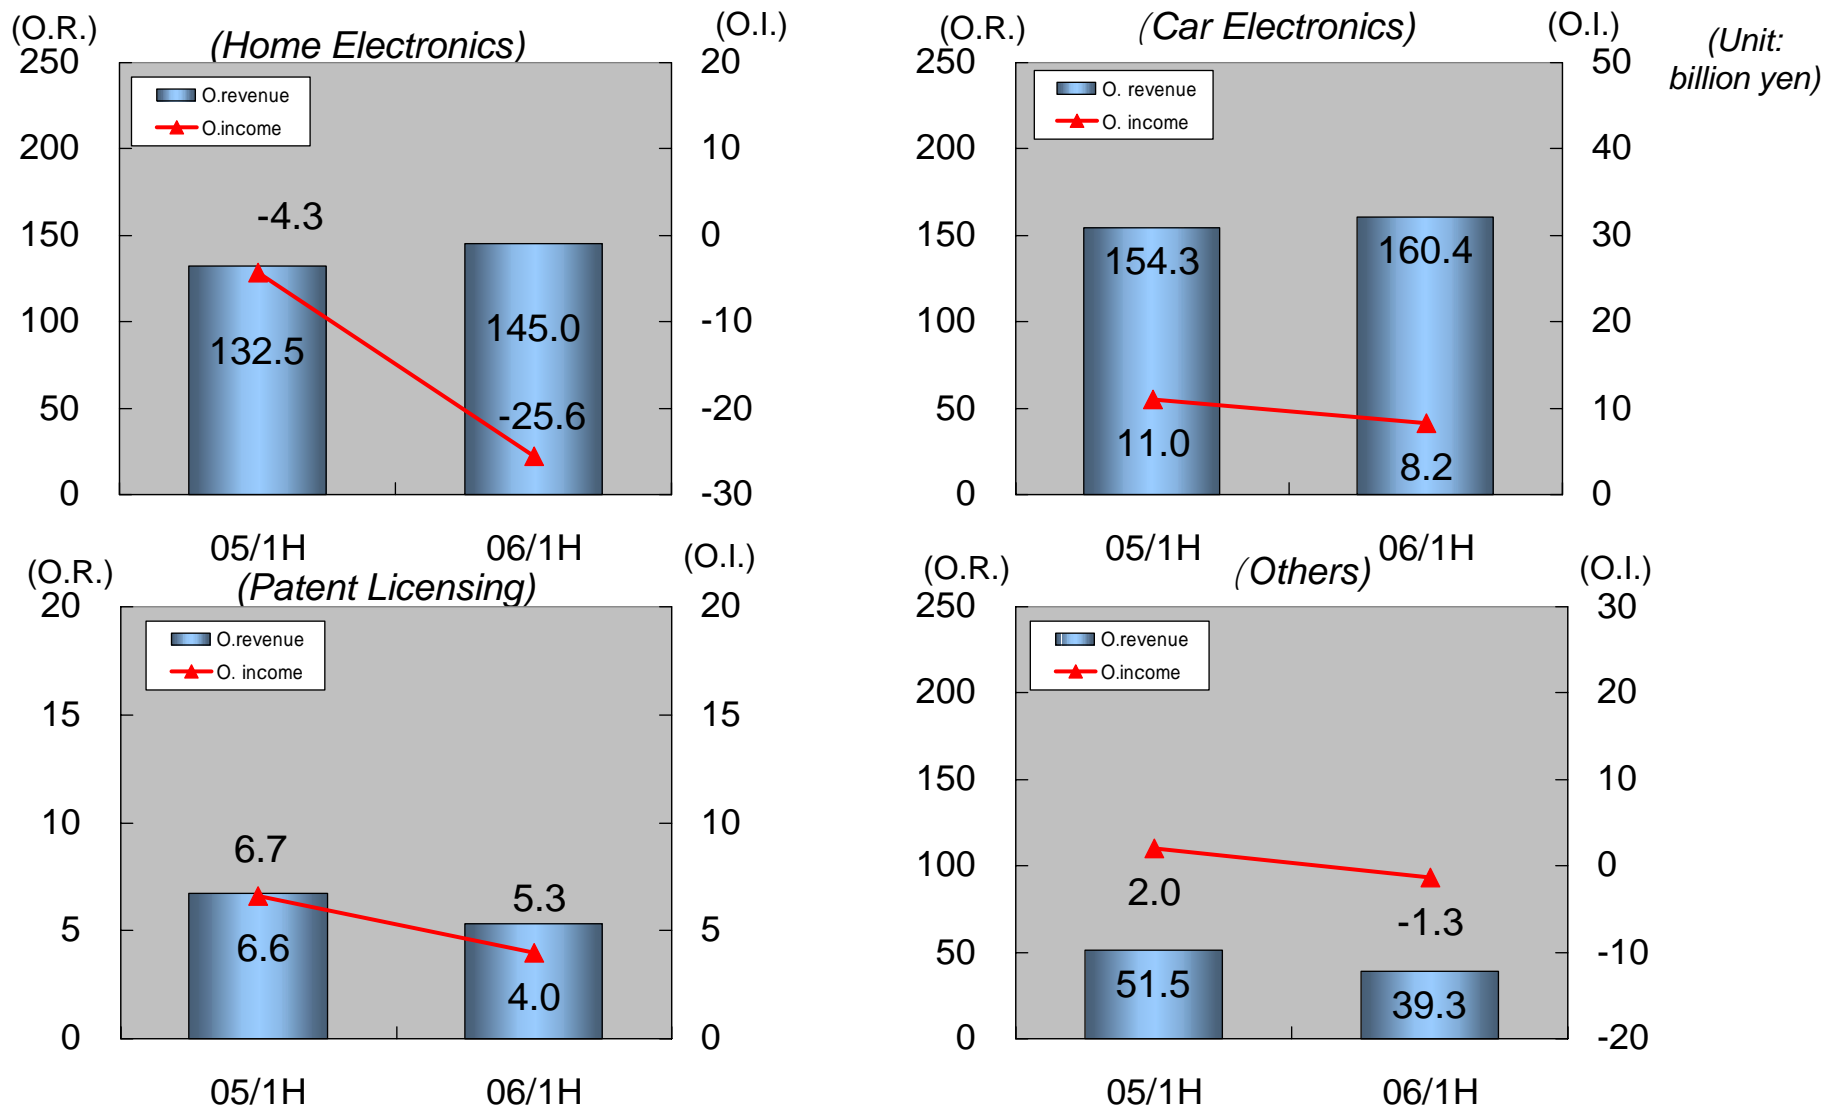 (O.R.)
(Home Electronics)
(O.I.)
250
200
150
100
50
0
O.revenue
O.income
-4.3
132.5
145.0
-25.6
20
10
0
-10
-20
-30
05/1H
06/1H
(O.R.)
(Car Electronics)
(O.I.)
(Unit:
billion yen)
250
200
150
100
50
0
O. revenue
O. income
154.3
160.4
11.0
8.2
50
40
30
20
10
0
05/1H
06/1H
(O.R.)
(Patent Licensing)
(O.I.)
20
15
10
5
0
O.revenue
O. income
6.7
5.3
6.6
4.0
20
15
10
5
0
05/1H
06/1H
(O.R.)
(Others)
(O.I.)
250
200
150
100
50
0
O.revenue
O.income
2.0
-1.3
51.5
39.3
30
20
10
0
-10
-20
05/1H
06/1H